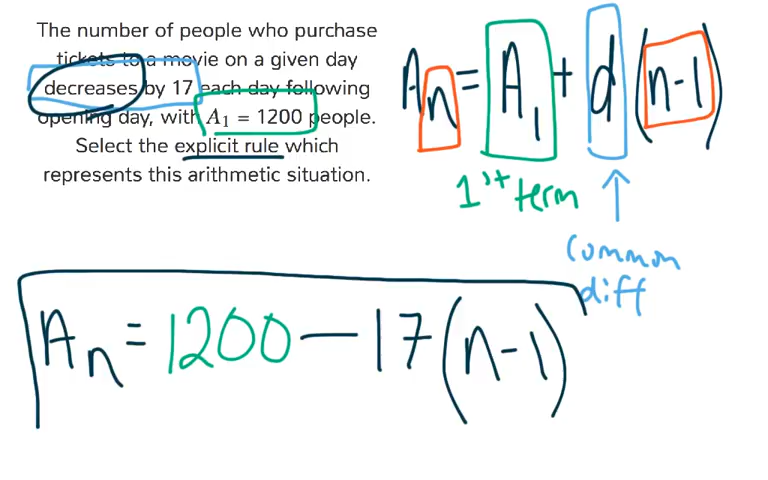 The number of people who purchase
tickets to a movie on a given day
decreases by 17 each day following
opening day, with A₁ = 1200 people.
Select the explicit rule which
represents this arithmetic situation.
Aₙ = A₁ + d(n-1)
1st term
common
diff
Aₙ = 1200 — 17(n-1)